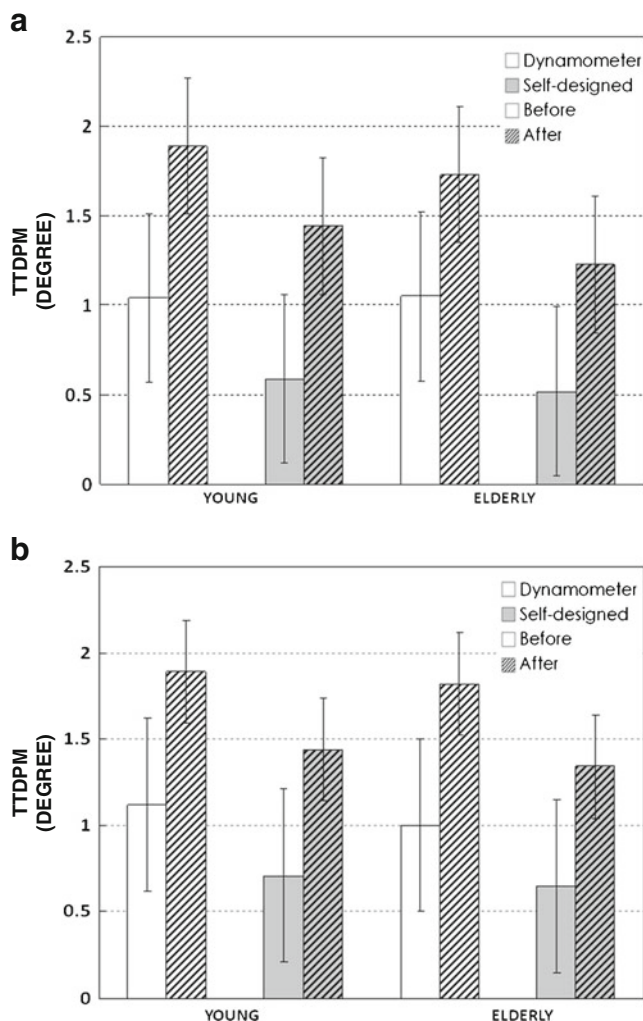 a
2.5
2
1.5
1
0.5
0
TTDPM
(DEGREE)
Dynamometer
Self-designed
Before
After
YOUNG ELDERLY
b
2.5
2
1.5
1
0.5
0
TTDPM
(DEGREE)
Dynamometer
Self-designed
Before
After
YOUNG ELDERLY